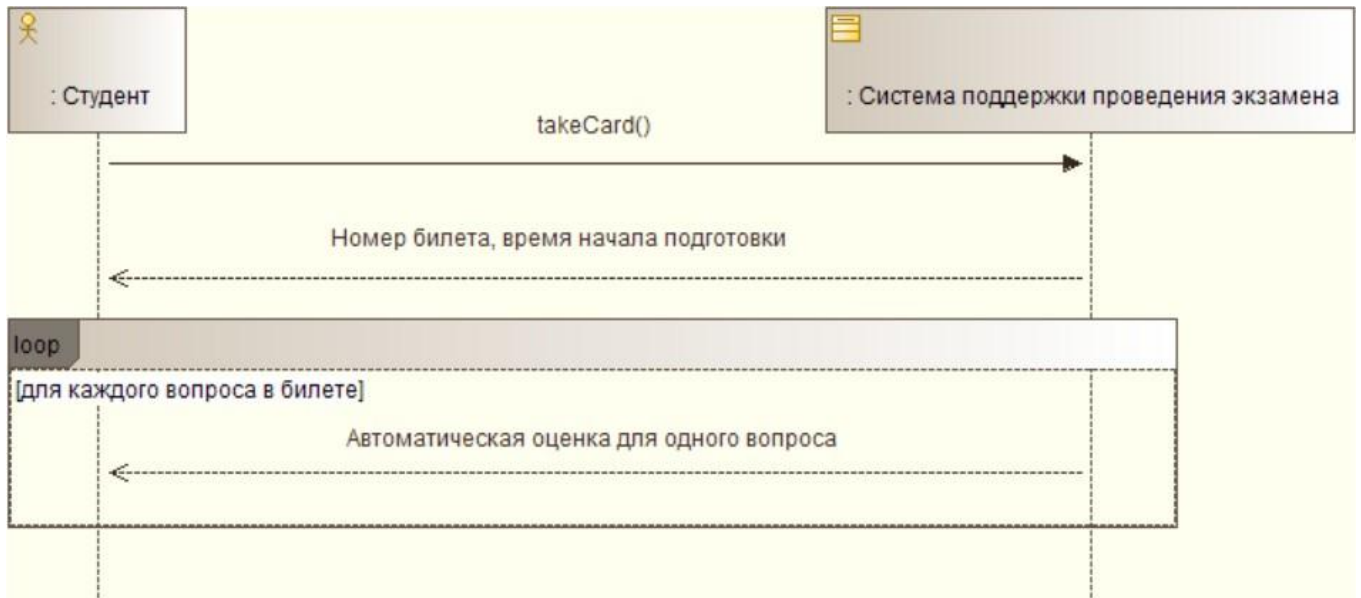 : Студент
: Система поддержки проведения экзамена
takeCard()
Номер билета, время начала подготовки
loop
[для каждого вопроса в билете]
Автоматическая оценка для одного вопроса